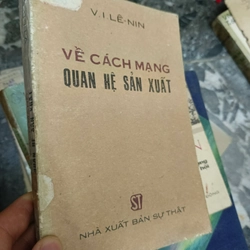 V.I LÊ-NIN
VỀ CÁCH MẠNG
QUAN HỆ SẢN XUẤT
ST
NHÀ XUẤT BẢN SỰ THẬT